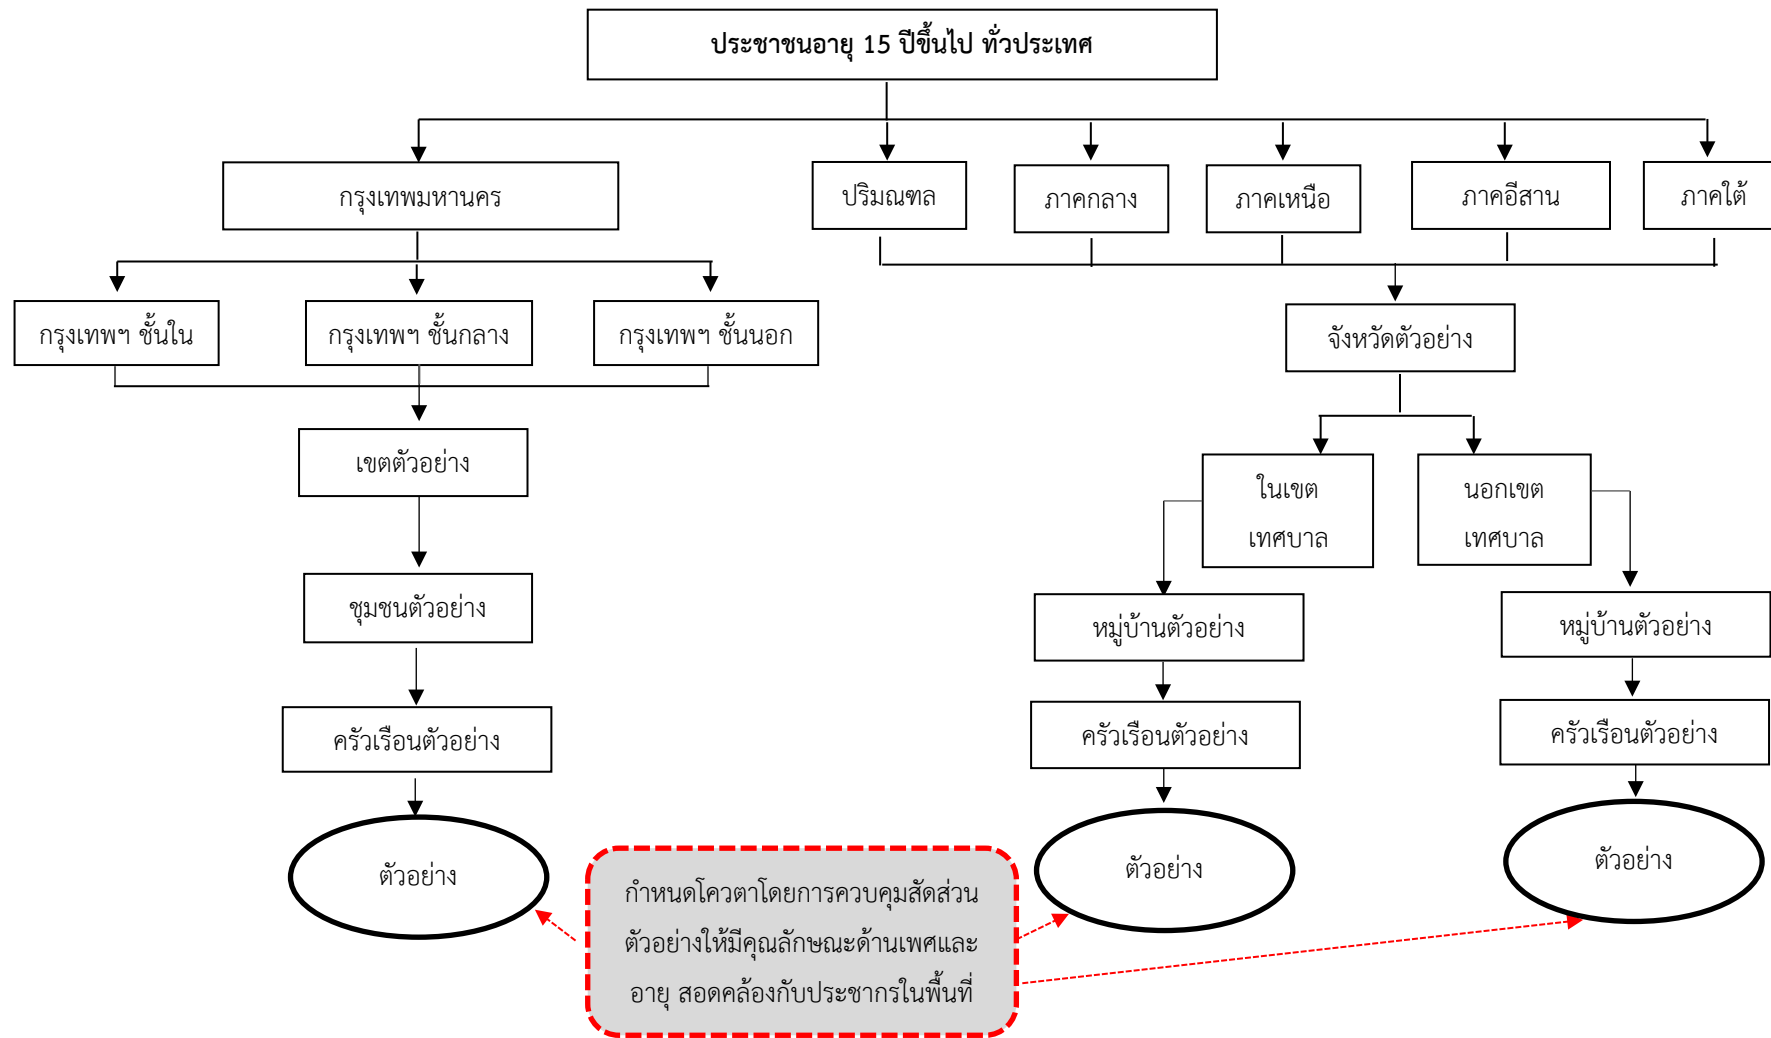 ประชาชนอายุ 15 ปีขึ้นไป ทั่วประเทศ
กรุงเทพมหานคร
ปริมณฑล
ภาคกลาง
ภาคเหนือ
ภาคอีสาน
ภาคใต้
กรุงเทพฯ ชั้นใน
กรุงเทพฯ ชั้นกลาง
กรุงเทพฯ ชั้นนอก
จังหวัดตัวอย่าง
เขตตัวอย่าง
ในเขต
เทศบาล
นอกเขต
เทศบาล
ชุมชนตัวอย่าง
หมู่บ้านตัวอย่าง
หมู่บ้านตัวอย่าง
ครัวเรือนตัวอย่าง
ครัวเรือนตัวอย่าง
ครัวเรือนตัวอย่าง
ตัวอย่าง
ตัวอย่าง
ตัวอย่าง
กำหนดโควตาโดยการควบคุมสัดส่วน
ตัวอย่างให้มีคุณลักษณะด้านเพศและ
อายุ สอดคล้องกับประชากรในพื้นที่